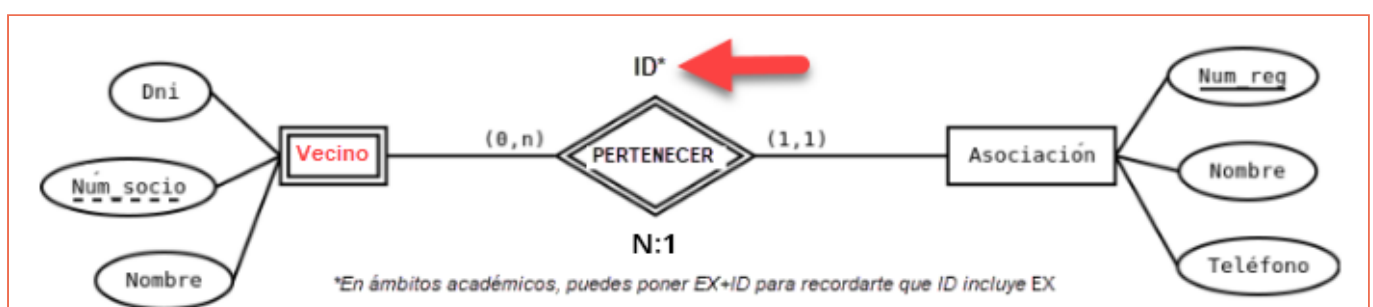 ID*
Dni
Núm_socio
Nombre
Vecino
(0,n)
PERTENECER
(1,1)
Asociación
Num_reg
Nombre
Teléfono
N:1
*En ámbitos académicos, puedes poner EX+ID para recordarte que ID incluye EX